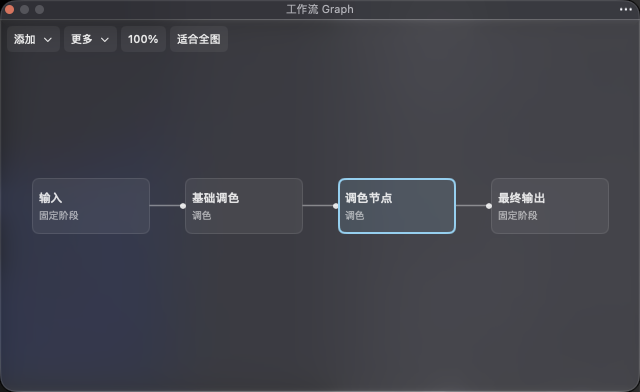 工作流 Graph
添加 更多 100% 适合全图
输入 基础调色 调色节点 最终输出
固定阶段 调色 调色 固定阶段